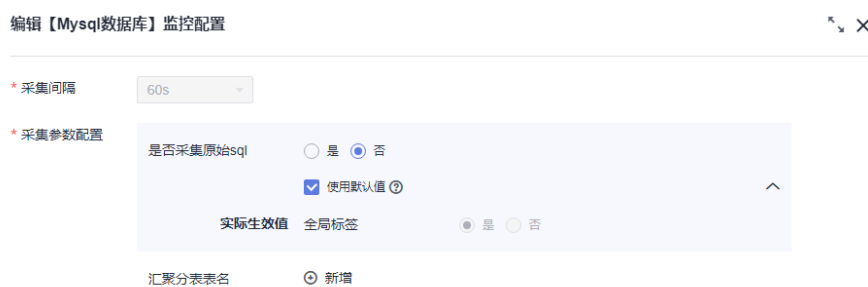 编辑【Mysql数据库】监控配置
* 采集间隔 60s
* 采集参数配置
是否采集原始sql 是 否
使用默认值
实际生效值 全局标签 是 否
汇聚分表表名 新增